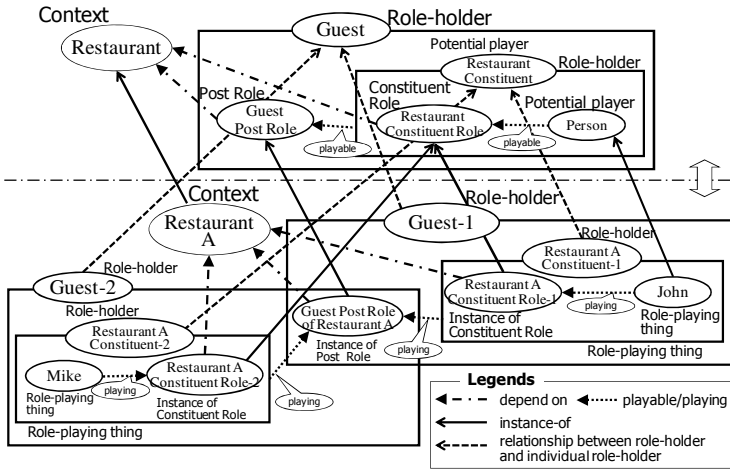 Context
Restaurant
Guest
Role-holder
Potential player
Restaurant
Constituent
Role-holder
Post Role
Constituent
Role
Potential player
Guest
Post Role
Restaurant
Constituent Role
Person
playable
playable
Context
Restaurant
A
Role-holder
Guest-1
Role-holder
Restaurant A
Constituent-1
Role-holder
Guest-2
Restaurant A
Constituent Role-1
John
playing
Role-holder
Restaurant A
Constituent-2
Guest Post Role
of Restaurant A
Instance of
Constituent Role
Role-playing
thing
Instance of
Post Role
playing
Role-playing thing
Mike
playing
Restaurant A
Constituent Role-2
Role-playing
thing
Instance of
Constituent Role
playing
Role-playing thing
Legends
depend on
playable/playing
instance-of
relationship between role-holder
and individual role-holder